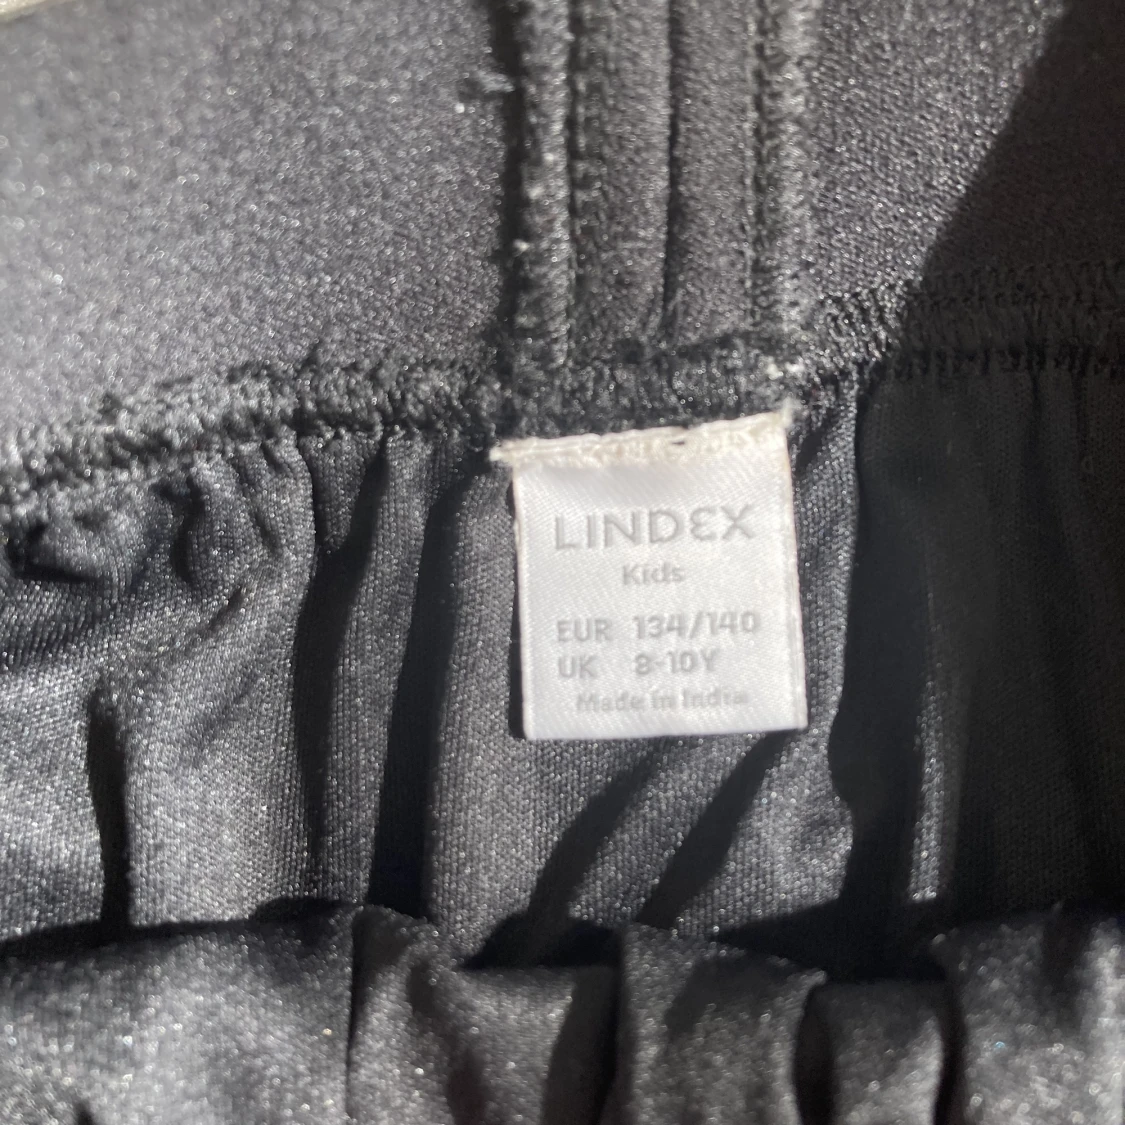 LINDEX
Kids
EUR 134/140
UK 8-10Y
Made in India